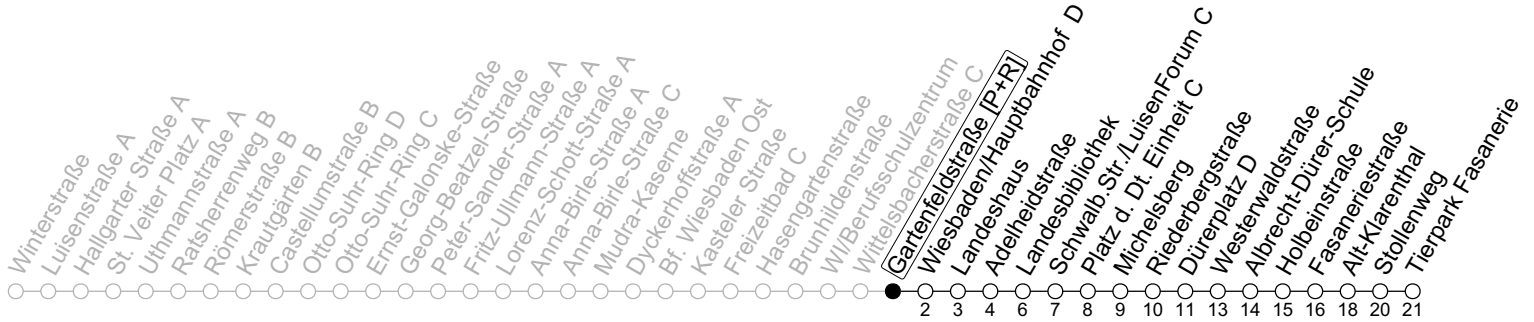 Winterstraße
Luisenstraße A
Hallgarter Straße A
St. Veiter Platz A
Uthmannstraße A
Ratsherrenweg B
Römerstraße B
Krautgärten B
Castellumstraße B
Otto-Suhr-Ring D
Otto-Suhr-Ring C
Ernst-Galonske-Straße
Georg-Beatzel-Straße
Peter-Sander-Straße A
Fritz-Ullmann-Straße A
Lorenz-Schott-Straße A
Anna-Birle-Straße A
Anna-Birle-Straße C
Mudra-Kaserne
Dyckerhoffstraße A
Bf. Wiesbaden Ost
Kasteler Straße
Freizeitbad C
Hasengartenstraße
Brunhildenstraße
WI/Berufsschulzentrum
Wittelsbacherstraße C
Gartenfeldstraße [P+R]
Wiesbaden/Hauptbahnhof D
Landeshaus
Adelheidstraße
Landesbibliothek
Schwalb.Str./LuisenForum C
Platz d. Dt. Einheit C
Michelsberg
Riederbergstraße
Dürerplatz D
Westerwaldstraße
Albrecht-Dürer-Schule
Holbeinstraße
Fasaneriestraße
Alt-Klarenthal
Stollenweg
Tierpark Fasanerie
2 3 4 6 7 8 9 10 11 13 14 15 16 18 20 21